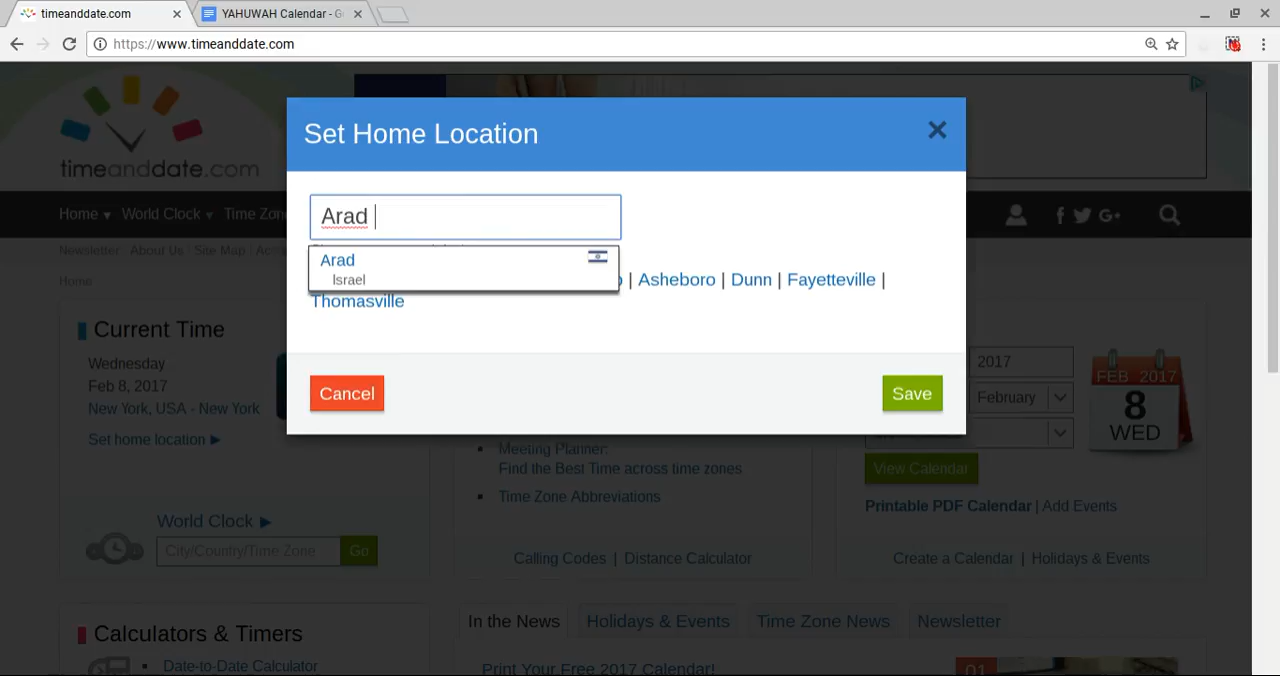 timeanddate.com
YAHUWAH Calendar - G
https://www.timeanddate.com
Set Home Location
timeanddate.com
Arad
Arad
Israel
| Asheboro | Dunn | Fayetteville |
Thomasville
Cancel
Save
Home ▾ World Clock ▾ Time Zon
f G+
Newsletter About Us Site Map
Home
Current Time
Wednesday
Feb 8, 2017
New York, USA - New York
Set home location ▶
World Clock ▶
City/Country/Time Zone Go
Meeting Planner:
Find the Best Time across time zones
Time Zone Abbreviations
Calling Codes | Distance Calculator
2017
February
FEB 2017
8
WED
View Calendar
Printable PDF Calendar | Add Events
Create a Calendar | Holidays & Events
Calculators & Timers
Date-to-Date Calculator
In the News Holidays & Events Time Zone News Newsletter
Print Your Free 2017 Calendar!
01